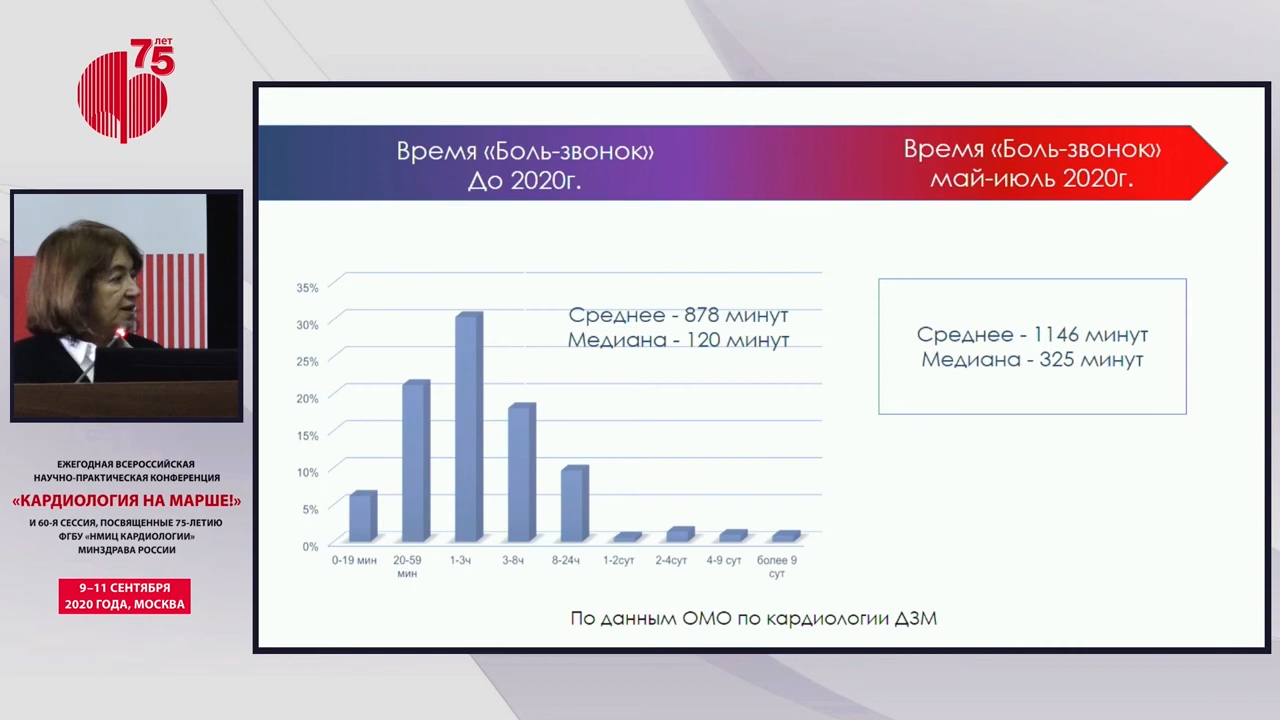 75 лет
ЕЖЕГОДНАЯ ВСЕРОССИЙСКАЯ
НАУЧНО-ПРАКТИЧЕСКАЯ КОНФЕРЕНЦИЯ
«КАРДИОЛОГИЯ НА МАРШЕ!»
И 60-Я СЕССИЯ, ПОСВЯЩЕННЫЕ 75-ЛЕТИЮ
ФГБУ «НМИЦ КАРДИОЛОГИИ»
МИНЗДРАВА РОССИИ
9–11 СЕНТЯБРЯ
2020 ГОДА, МОСКВА
Время «Боль-звонок»
До 2020г.
Время «Боль-звонок»
май-июль 2020г.
35%
30%
25%
20%
15%
10%
5%
0%
0-19 мин
20-59
мин
1-3ч
3-8ч
8-24ч
1-2сут
2-4сут
4-9 сут
более 9
сут
Среднее - 878 минут
Медиана - 120 минут
Среднее - 1146 минут
Медиана - 325 минут
По данным ОМО по кардиологии ДЗМ